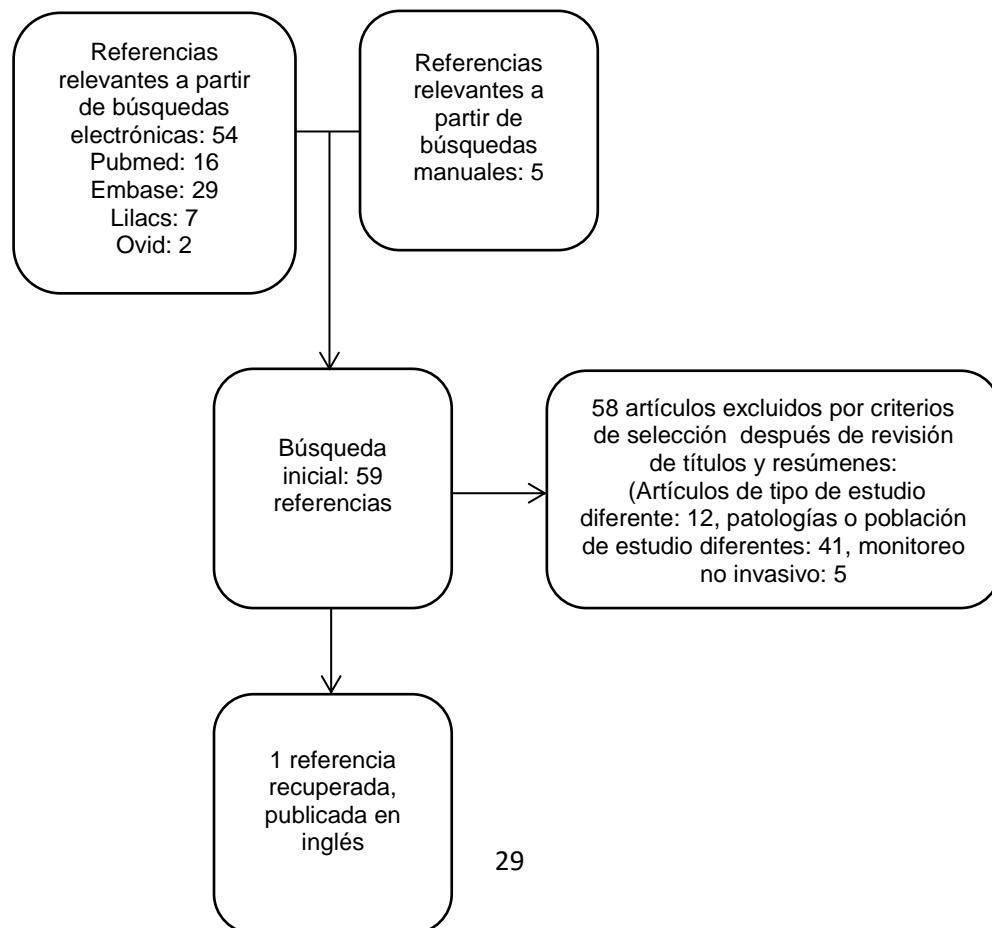 Referencias
relevantes a partir
de búsquedas
electrónicas: 54
Pubmed: 16
Embase: 29
Lilacs: 7
Ovid: 2
Referencias
relevantes a
partir de
búsquedas
manuales: 5
Búsqueda
inicial: 59
referencias
58 artículos excluidos por criterios
de selección  después de revisión
de títulos y resúmenes:
(Artículos de tipo de estudio
diferente: 12, patologías o población
de estudio diferentes: 41, monitoreo
no invasivo: 5
1 referencia
recuperada,
publicada en
inglés
29